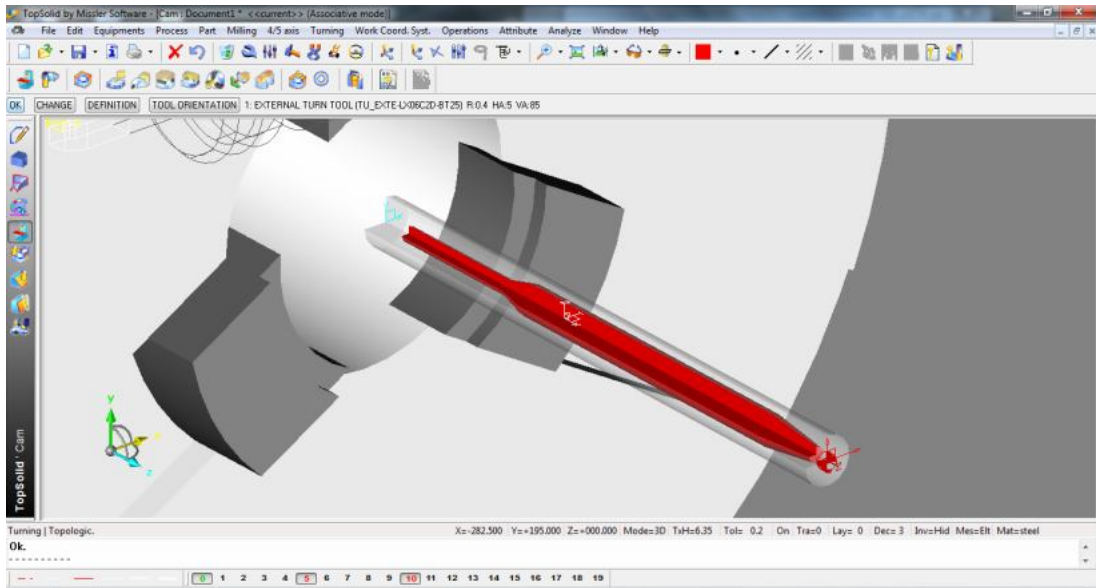 TopSolid by Missler Software - [Cam : Document1 * <<current>> (Associative mode)]
File Edit Equipments Process Part Milling 4/5 axis Turning Work Coord. Syst. Operations Attribute Analyze Window Help
OK CHANGE DEFINITION TOOL ORIENTATION 1: EXTERNAL TURN TOOL (TU_EXTE-LX06C2D-BT25) R:0.4 HA:5 VA:85
y
z
TopSolid'Cam
Turning | Topologic. X=-282.500 Y=+195.000 Z=+000.000 Mode=3D TxH=6.35 Tol= 0.2 On Tra=0 Lay= 0 Dec= 3 Inv=Hid Mes=Elt Mat=steel
Ok.
0 1 2 3 4 5 6 7 8 9 10 11 12 13 14 15 16 17 18 19